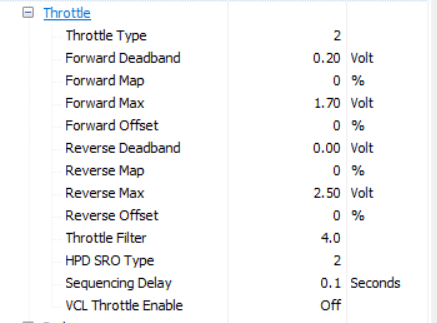 Throttle
Throttle Type 2
Forward Deadband 0.20 Volt
Forward Map 0 %
Forward Max 1.70 Volt
Forward Offset 0 %
Reverse Deadband 0.00 Volt
Reverse Map 0 %
Reverse Max 2.50 Volt
Reverse Offset 0 %
Throttle Filter 4.0
HPD SRO Type 2
Sequencing Delay 0.1 Seconds
VCL Throttle Enable Off